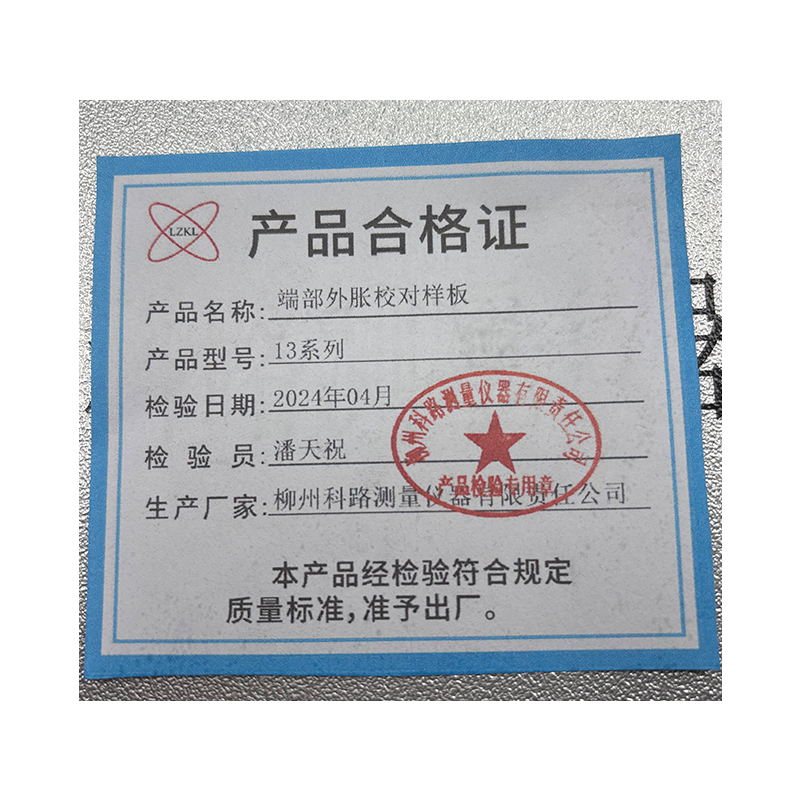 LZKL
产品合格证
产品名称:端部外胀校对样板
产品型号:13系列
检验日期:2024年04月
检 验 员:潘天祝
生产厂家:柳州科路测量仪器有限责任公司
柳州科路测量仪器有限责任公司
产品检验专用章
本产品经检验符合规定
质量标准,准予出厂。